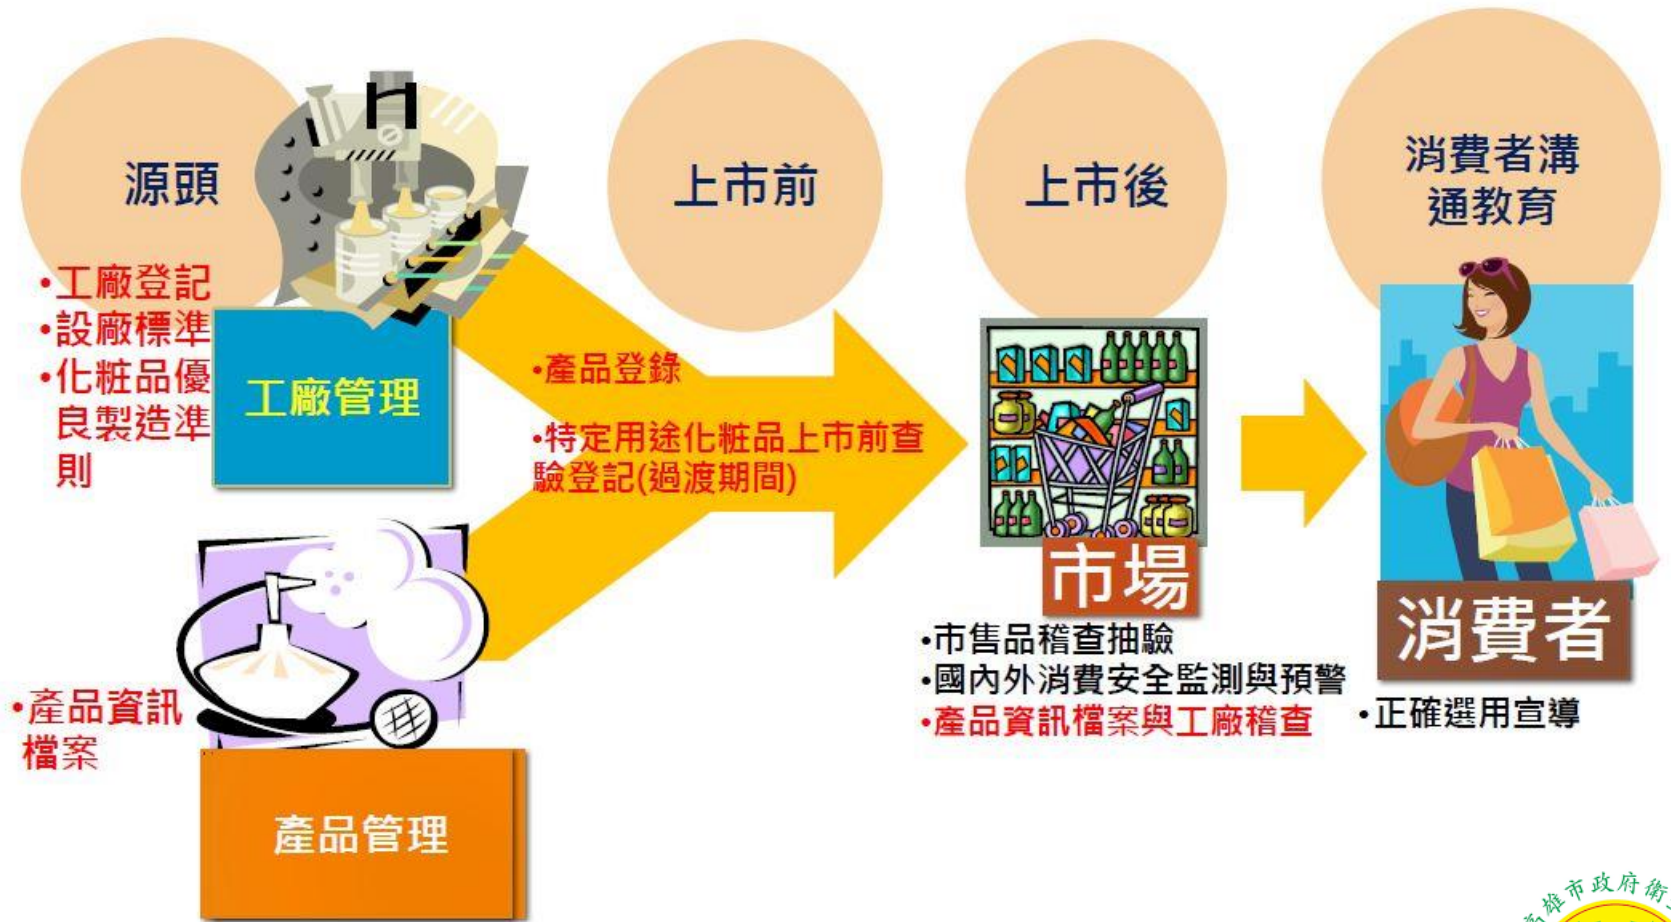 源頭
上市前
上市後
消費者溝
通教育
•工廠登記
•設廠標準
•化粧品優
良製造準
則
工廠管理
•產品登錄
•特定用途化粧品上市前查
驗登記(過渡期間)
市場
•市售品稽查抽驗
•國內外消費安全監測與預警
•產品資訊檔案與工廠稽查
消費者
•正確選用宣導
•產品資訊
檔案
產品管理
雄市政府衛